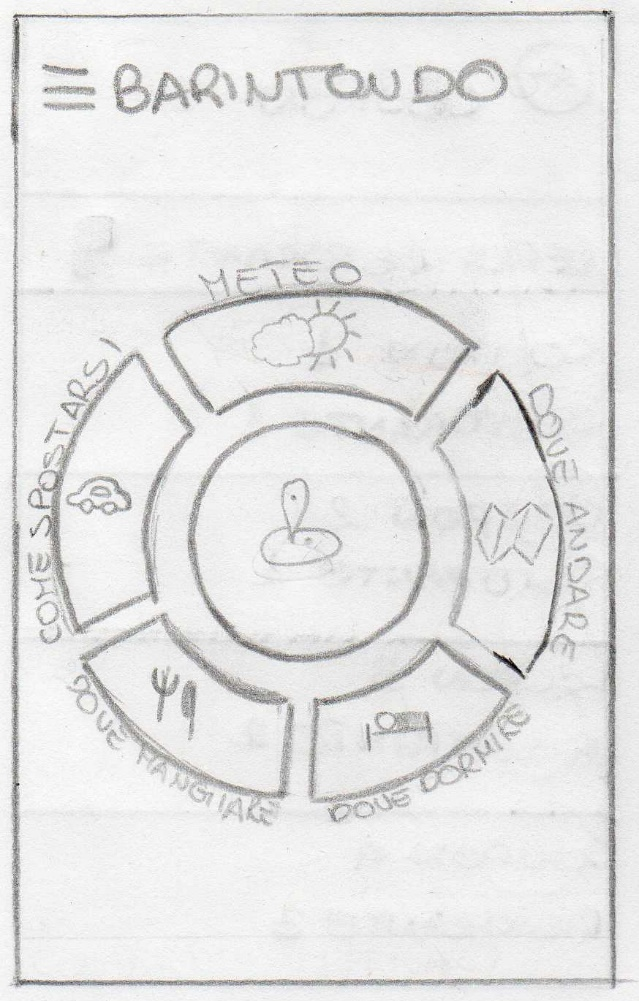 BARINTONDO
METEO
COME SPOSTARSI
DOVE ANDARE
DOVE MANGIARE
DOVE DORMIRE